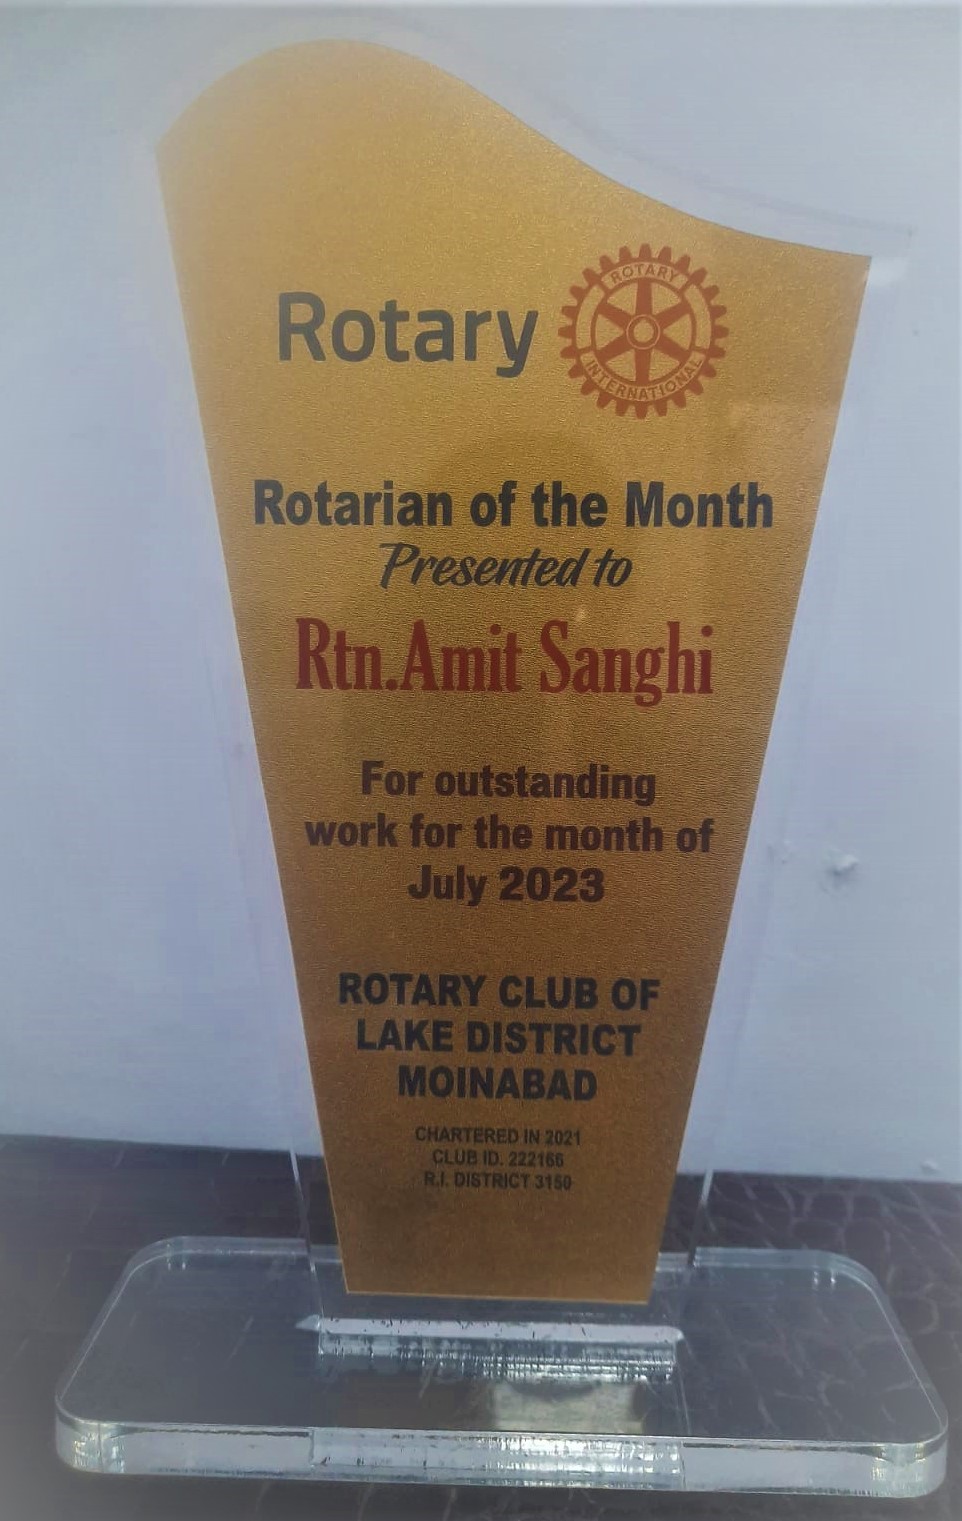 Rotary
ROTARY
INTERNATIONAL
Rotarian of the Month
Presented to
Rtn.Amit Sanghi
For outstanding
work for the month of
July 2023
ROTARY CLUB OF
LAKE DISTRICT
MOINABAD
CHARTERED IN 2021
CLUB ID. 222166
R.I. DISTRICT 3150